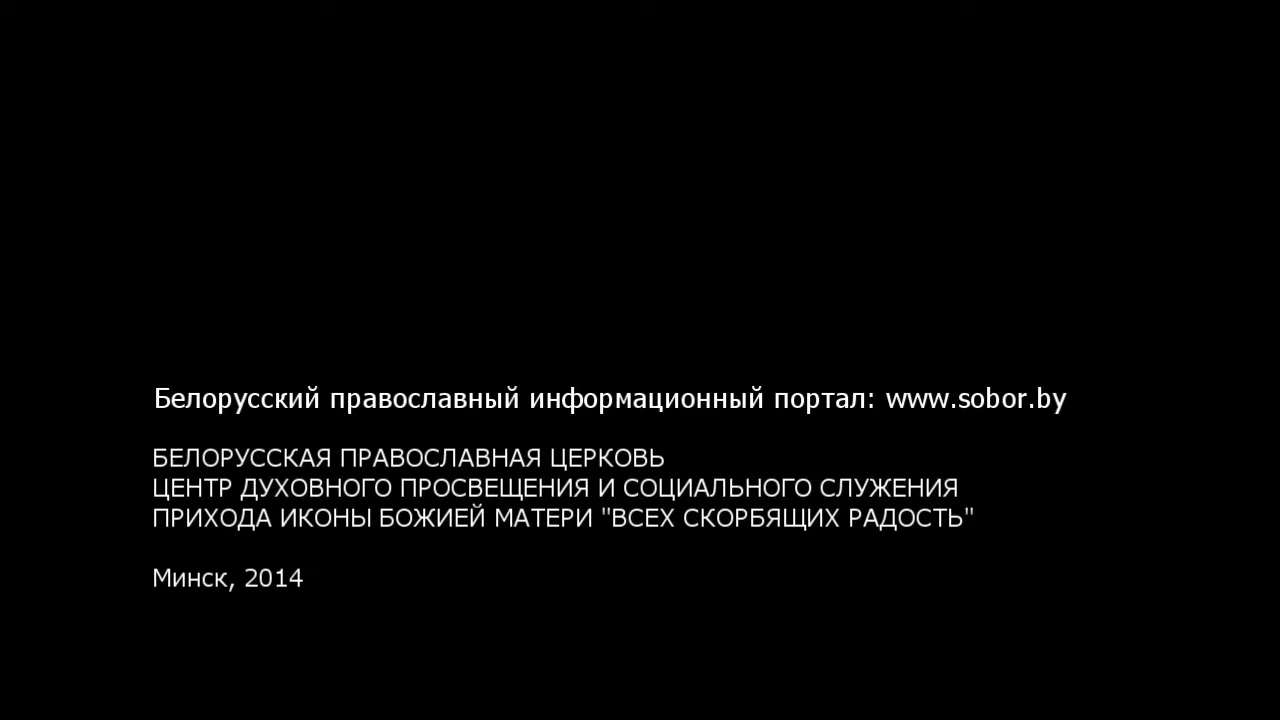 Белорусский православный информационный портал: www.sobor.by
БЕЛОРУССКАЯ ПРАВОСЛАВНАЯ ЦЕРКОВЬ
ЦЕНТР ДУХОВНОГО ПРОСВЕЩЕНИЯ И СОЦИАЛЬНОГО СЛУЖЕНИЯ
ПРИХОДА ИКОНЫ БОЖИЕЙ МАТЕРИ "ВСЕХ СКОРБЯЩИХ РАДОСТЬ"
Минск, 2014